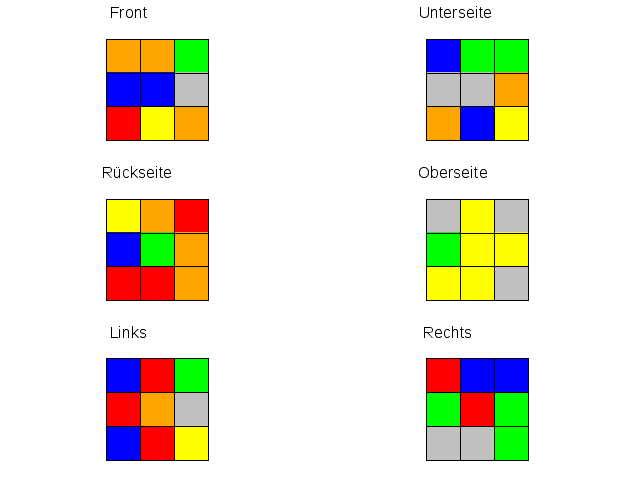 Front
Unterseite
Rückseite
Oberseite
Links
Rechts